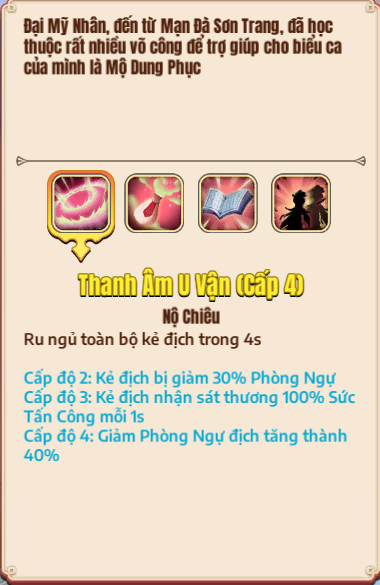 Đại Mỹ Nhân, đến từ Mạn Đà Sơn Trang, đã học
thuộc rất nhiều võ công để trợ giúp cho biểu ca
của mình là Mộ Dung Phục
Thanh Âm U Vận (Cấp 4)
Nộ Chiêu
Ru ngủ toàn bộ kẻ địch trong 4s
Cấp độ 2: Kẻ địch bị giảm 30% Phòng Ngự
Cấp độ 3: Kẻ địch nhận sát thương 100% Sức
Tấn Công mỗi 1s
Cấp độ 4: Giảm Phòng Ngự địch tăng thành
40%